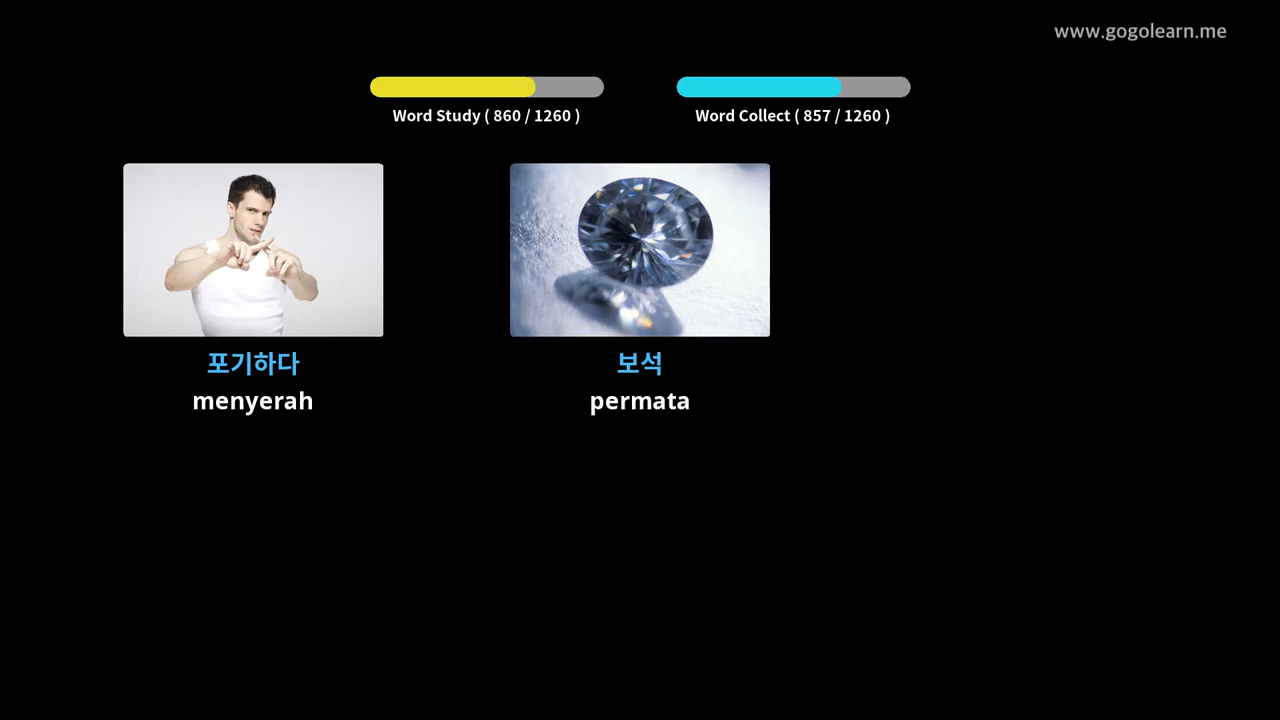 www.gogolearn.me
Word Study ( 860 / 1260 )
Word Collect ( 857 / 1260 )
포기하다
menyerah
보석
permata